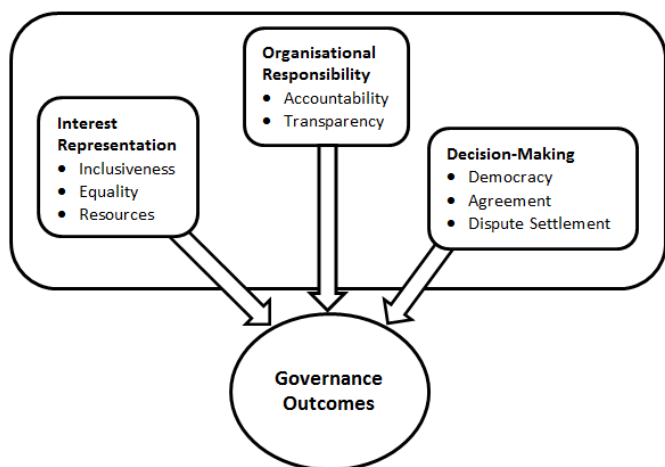 Organisational
Responsibility
• Accountability
• Transparency
Interest
Representation
• Inclusiveness
• Equality
• Resources
Decision-Making
• Democracy
• Agreement
• Dispute Settlement
Governance
Outcomes